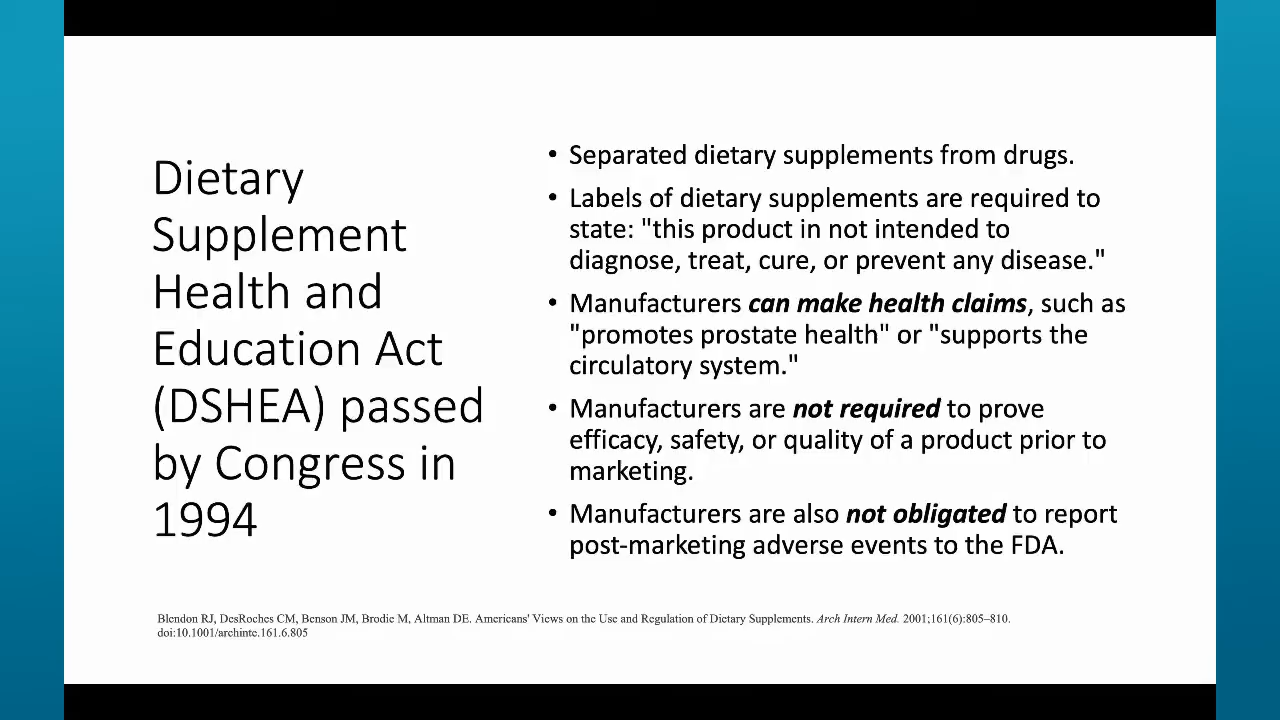 Dietary
Supplement
Health and
Education Act
(DSHEA) passed
by Congress in
1994
• Separated dietary supplements from drugs.
• Labels of dietary supplements are required to
state: "this product in not intended to
diagnose, treat, cure, or prevent any disease."
• Manufacturers can make health claims, such as
"promotes prostate health" or "supports the
circulatory system."
• Manufacturers are not required to prove
efficacy, safety, or quality of a product prior to
marketing.
• Manufacturers are also not obligated to report
post-marketing adverse events to the FDA.
Blendon RJ, DesRoches CM, Benson JM, Brodie M, Altman DE. Americans' Views on the Use and Regulation of Dietary Supplements. Arch Intern Med. 2001;161(6):805–810.
doi:10.1001/archinte.161.6.805